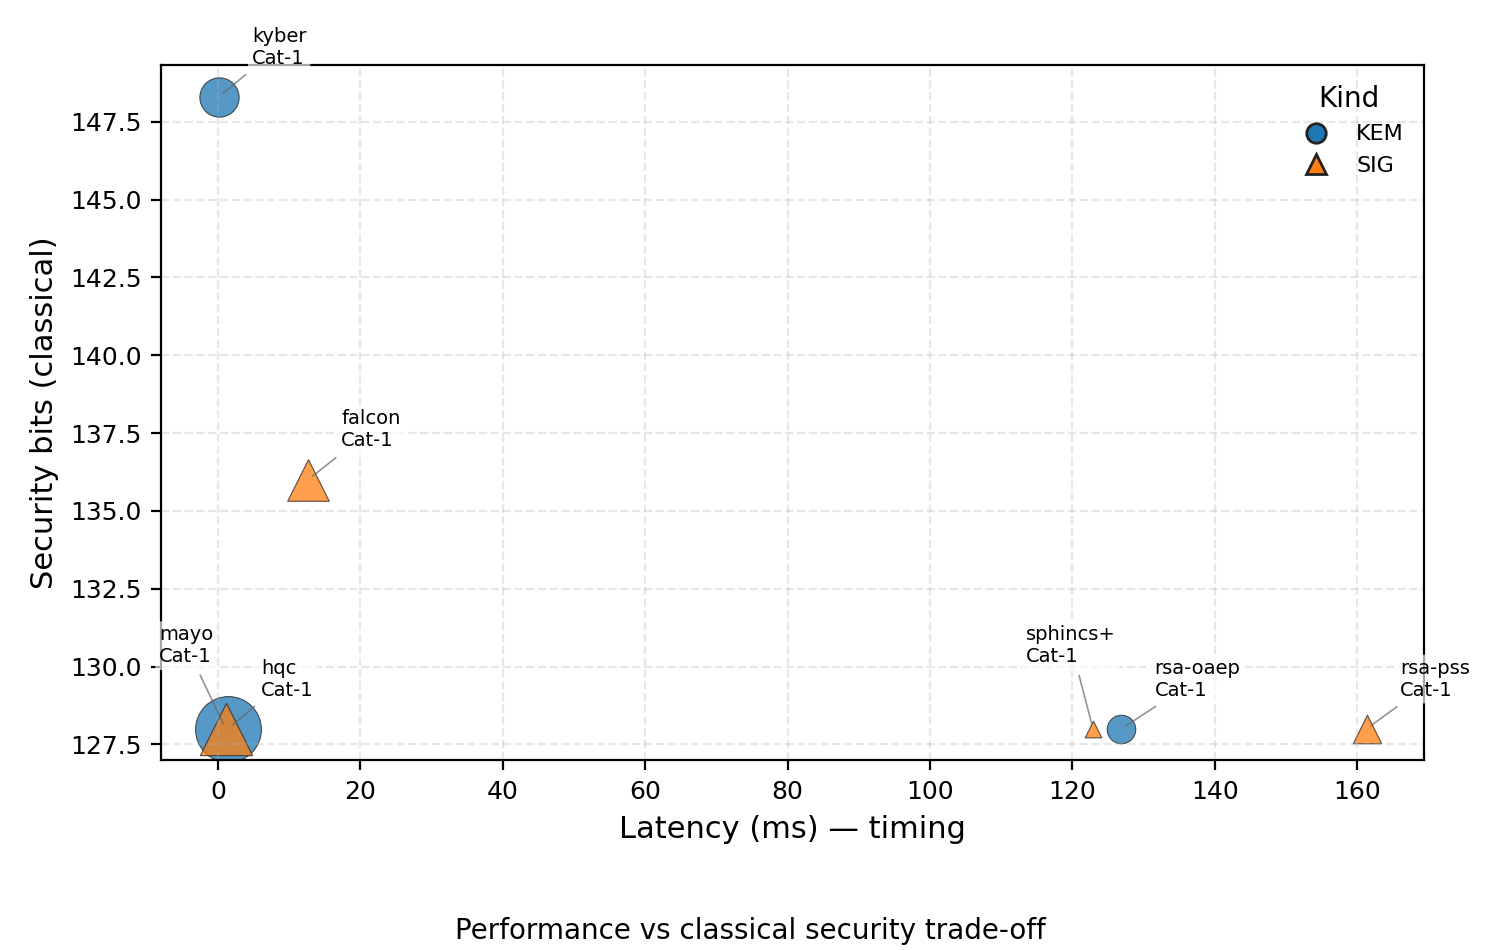 kyber
Cat-1
Kind
KEM
SIG
147.5
145.0
142.5
140.0
137.5
135.0
132.5
130.0
127.5
Security bits (classical)
falcon
Cat-1
mayo
Cat-1
hqc
Cat-1
sphincs+
Cat-1
rsa-oaep
Cat-1
rsa-pss
Cat-1
0 20 40 60 80 100 120 140 160
Latency (ms) — timing
Performance vs classical security trade-off